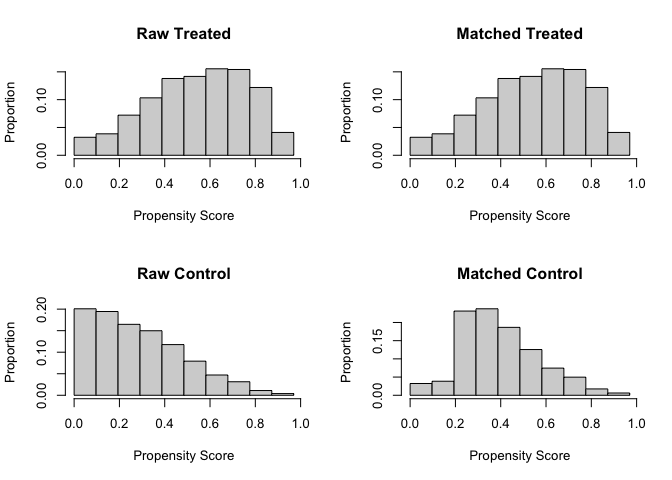 Raw Treated
Proportion
0.00 0.10
0.0 0.2 0.4 0.6 0.8 1.0
Propensity Score
Matched Treated
Proportion
0.00 0.10
0.0 0.2 0.4 0.6 0.8 1.0
Propensity Score
Raw Control
Proportion
0.00 0.10 0.20
0.0 0.2 0.4 0.6 0.8 1.0
Propensity Score
Matched Control
Proportion
0.00 0.15
0.0 0.2 0.4 0.6 0.8 1.0
Propensity Score